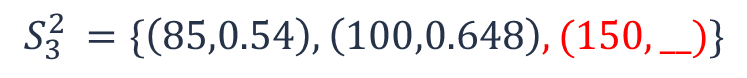 S₃² = {(85,0.54), (100,0.648), (150, __)}